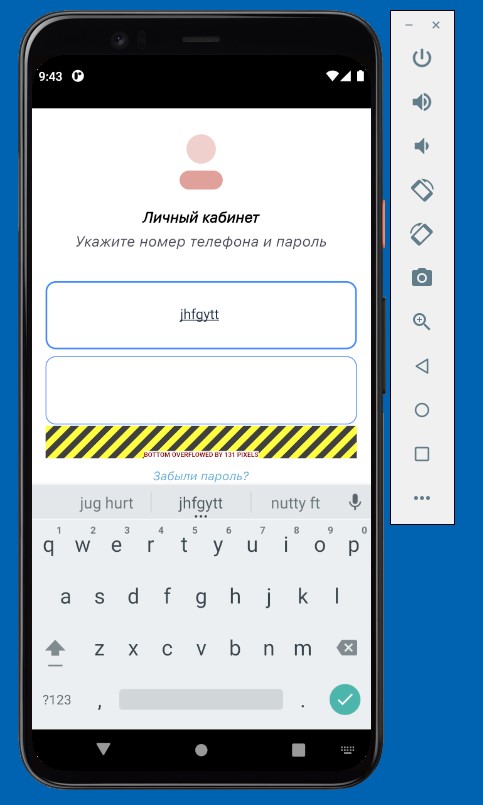 9:43
Личный кабинет
Укажите номер телефона и пароль
jhfgytt
BOTTOM OVERFLOWED BY 131 PIXELS
Забыли пароль?
jug hurt jhfgytt nutty ft
1 2 3 4 5 6 7 8 9 0
q w e r t y u i o p
a s d f g h j k l
z x c v b n m
?123 , .